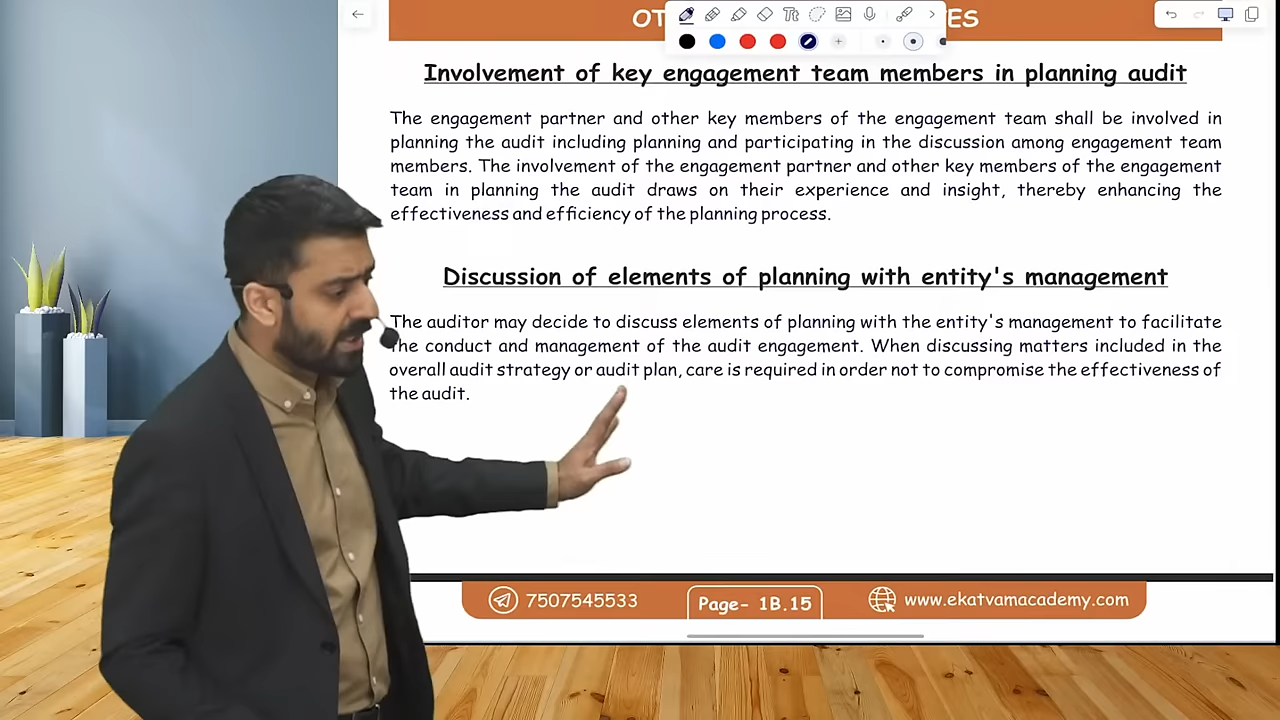 OT ES
Tt
Involvement of key engagement team members in planning audit
The engagement partner and other key members of the engagement team shall be involved in
planning the audit including planning and participating in the discussion among engagement team
members. The involvement of the engagement partner and other key members of the engagement
team in planning the audit draws on their experience and insight, thereby enhancing the
effectiveness and efficiency of the planning process.
Discussion of elements of planning with entity's management
The auditor may decide to discuss elements of planning with the entity's management to facilitate
the conduct and management of the audit engagement. When discussing matters included in the
overall audit strategy or audit plan, care is required in order not to compromise the effectiveness of
the audit.
7507545533
Page- 1B.15
www.ekatvamacademy.com